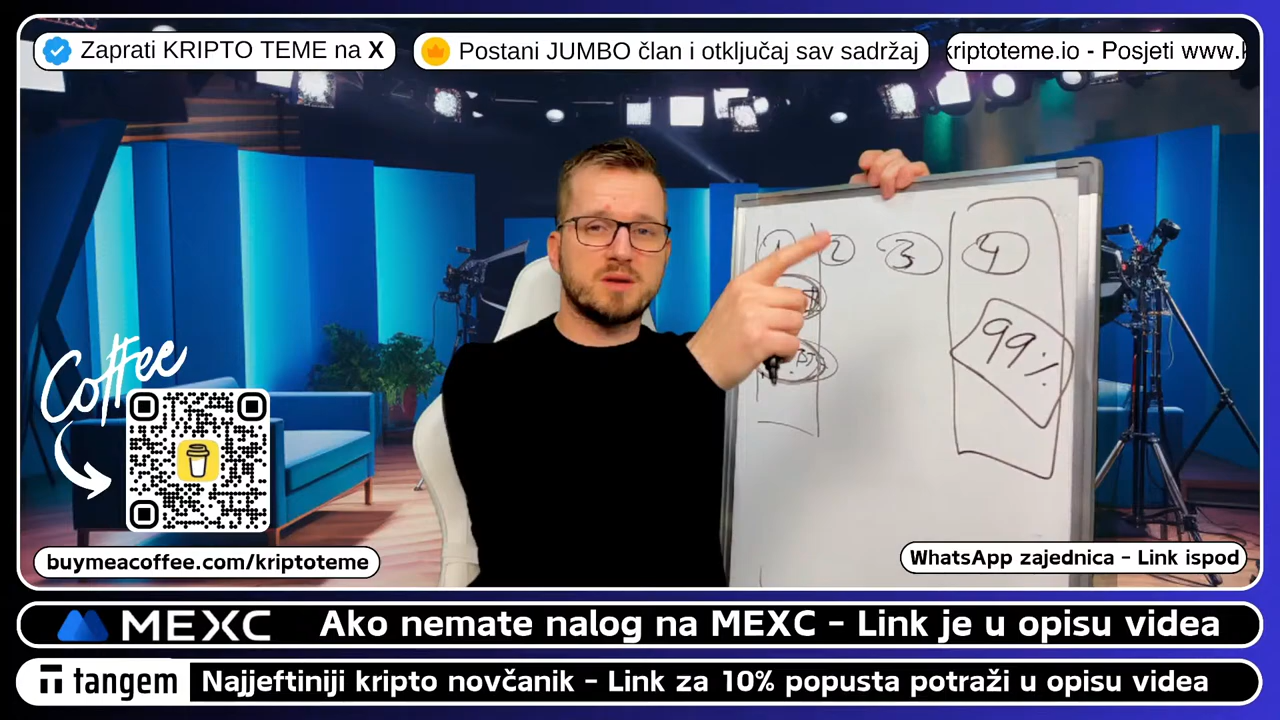 Zaprati KRIPTO TEME na X
Postani JUMBO član i otključaj sav sadržaj
kriptoteme.io - Posjeti www.
1
2
3
4
99%
Coffee
buymeacoffee.com/kriptoteme
WhatsApp zajednica - Link ispod
MEXC
Ako nemate nalog na MEXC - Link je u opisu videa
tangem
Najjeftiniji kripto novčanik - Link za 10% popusta potraži u opisu videa